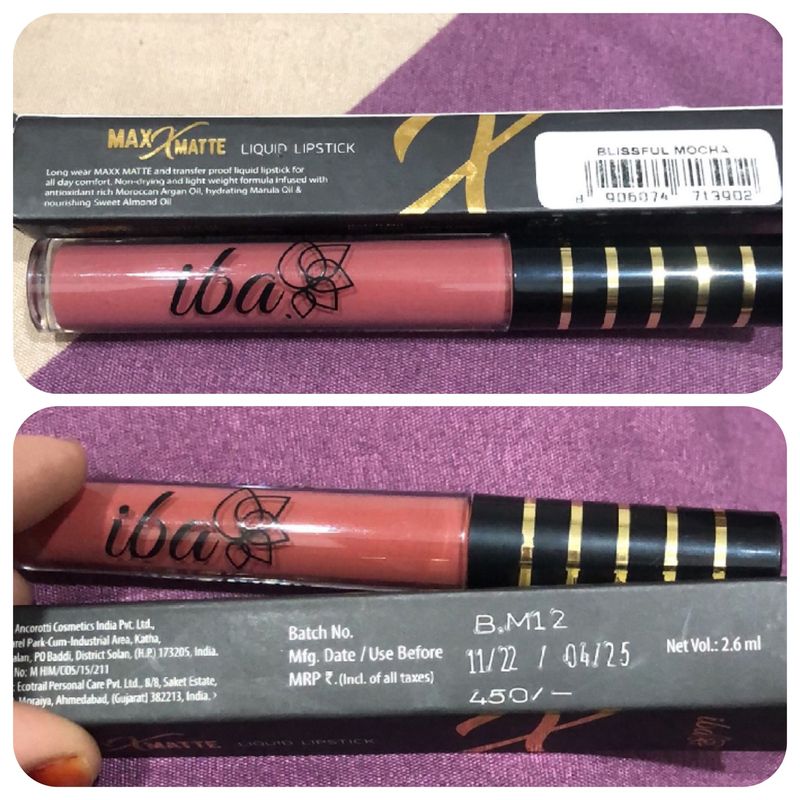 MAXXMATTE LIQUID LIPSTICK
Long wear MAXX MATTE and transfer proof liquid lipstick for
all day comfort. Non-drying and light weight formula infused with
antioxidant rich Moroccan Argan Oil, hydrating Marula Oil &
nourishing Sweet Almond Oil
X
BLISSFUL MOCHA
8 906074 713902
iba
iba
Ancorotti Cosmetics India Pvt. Ltd.,
Park-Cum-Industrial Area, Katha,
PO Baddi, District Solan, (H.P.) 173205, India.
No: M HIM/COS/15/211
Ecotrail Personal Care Pvt. Ltd., B/8, Saket Estate,
Moraiya, Ahmedabad, (Gujarat) 382213, India.
Batch No. B.M12
Mfg. Date / Use Before 11/22 / 04/25
MRP ₹.(Incl. of all taxes) 450/-
Net Vol.: 2.6 ml
XMATTE LIQUID LIPSTICK
iba